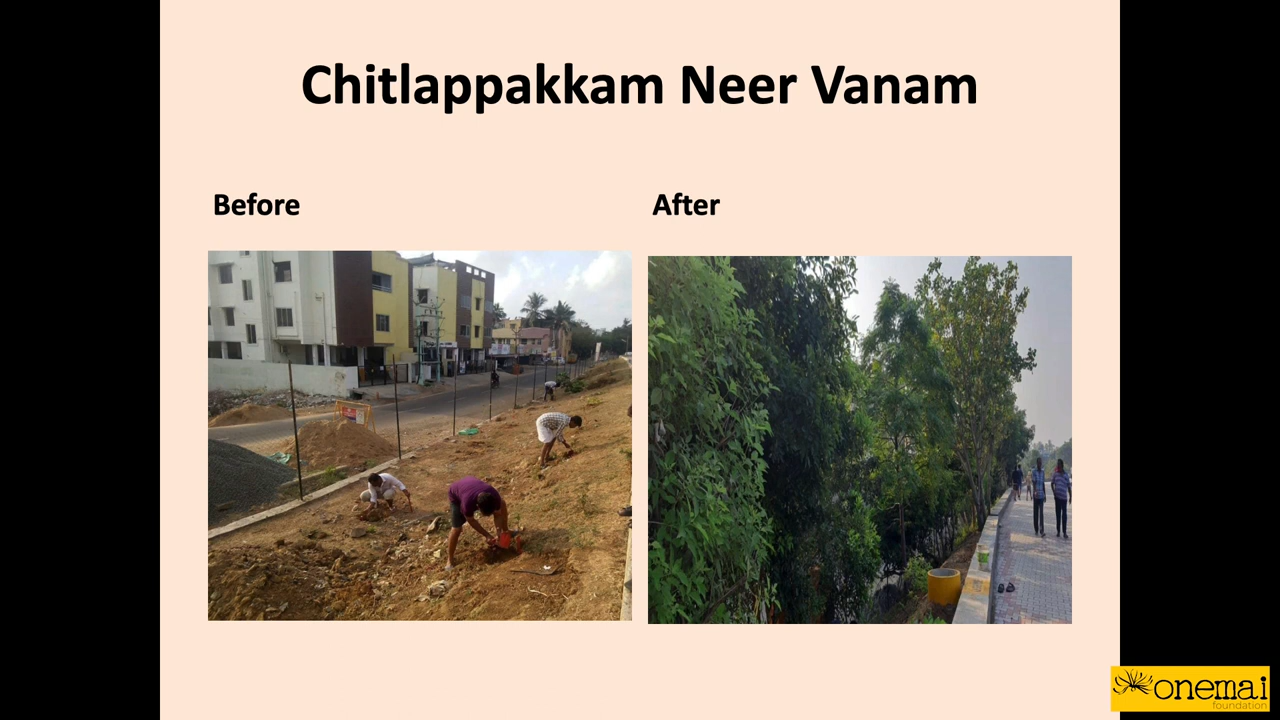 Chitlappakkam Neer Vanam
Before
After
onemai
foundation